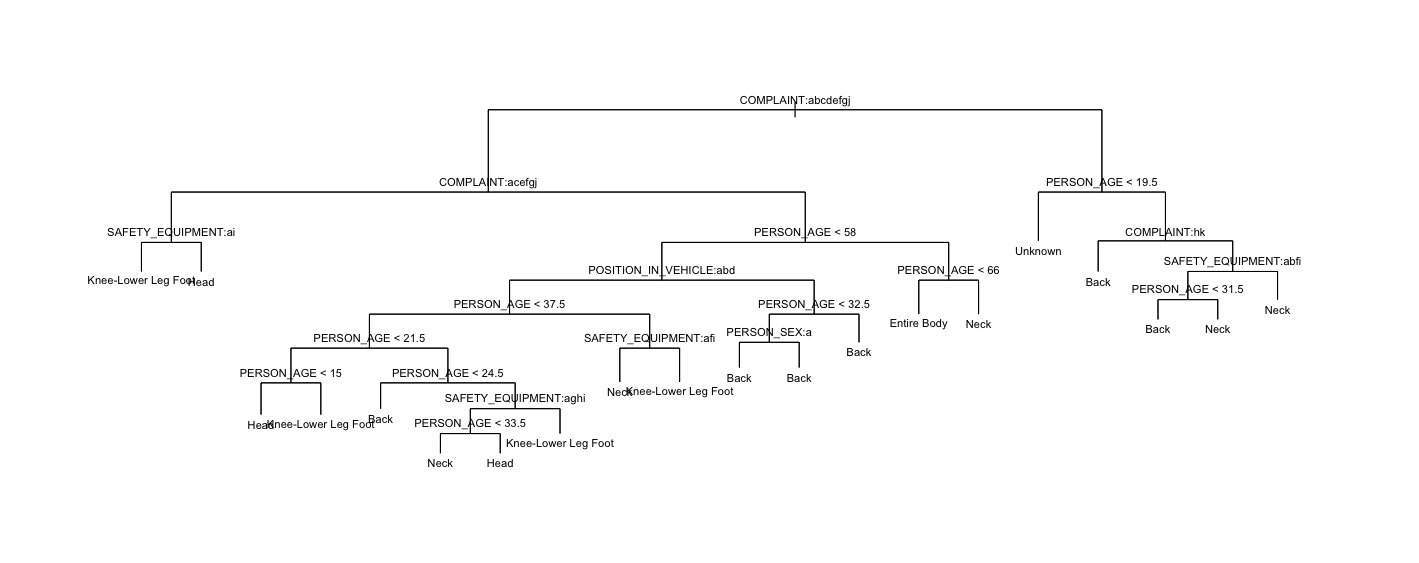 COMPLAINT:abcdefgj
COMPLAINT:acefgj
PERSON_AGE < 19.5
SAFETY_EQUIPMENT:ai
PERSON_AGE < 58
COMPLAINT:hk
Unknown
SAFETY_EQUIPMENT:abfi
POSITION_IN_VEHICLE:abd
PERSON_AGE < 66
Knee-Lower Leg Foot
Head
Back
PERSON_AGE < 31.5
PERSON_AGE < 37.5
PERSON_AGE < 32.5
Neck
Entire Body
Neck
Back
Neck
PERSON_AGE < 21.5
SAFETY_EQUIPMENT:afi
PERSON_SEX:a
Back
PERSON_AGE < 15
PERSON_AGE < 24.5
Back
Back
Neck
Knee-Lower Leg Foot
SAFETY_EQUIPMENT:aghi
Head
Knee-Lower Leg Foot
Back
PERSON_AGE < 33.5
Knee-Lower Leg Foot
Neck
Head